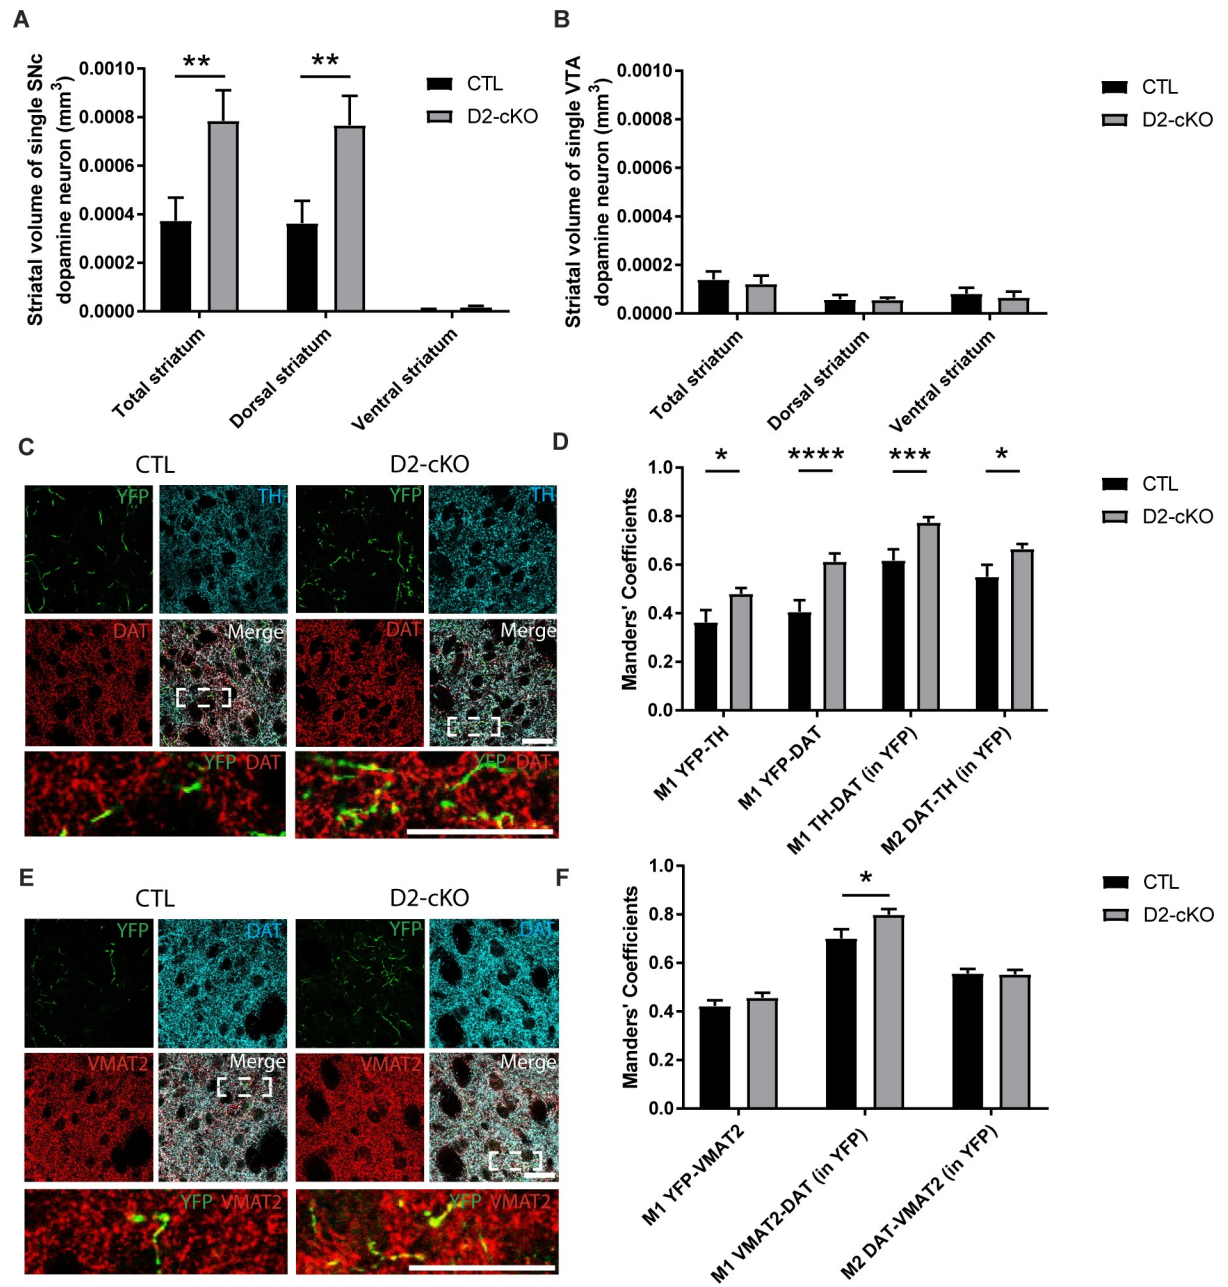 A
Striatal volume of single SNc
dopamine neuron (mm³)
0.0010
0.0008
0.0006
0.0004
0.0002
0.0000
**
**
Total striatum
Dorsal striatum
Ventral striatum
CTL
D2-cKO
B
Striatal volume of single VTA
dopamine neuron (mm³)
0.0010
0.0008
0.0006
0.0004
0.0002
0.0000
Total striatum
Dorsal striatum
Ventral striatum
CTL
D2-cKO
C
CTL
D2-cKO
YFP
TH
YFP
TH
DAT
Merge
DAT
Merge
YFP DAT
YFP DAT
D
Manders' Coefficients
1.0
0.8
0.6
0.4
0.2
0.0
*
****
***
*
M1 YFP-TH
M1 YFP-DAT
M1 TH-DAT (in YFP)
M2 DAT-TH (in YFP)
CTL
D2-cKO
E
CTL
D2-cKO
YFP
DAT
YFP
DAT
VMAT2
Merge
VMAT2
Merge
YFP VMAT2
YFP VMAT2
F
Manders' Coefficients
1.0
0.8
0.6
0.4
0.2
0.0
*
M1 YFP-VMAT2
M1 VMAT2-DAT (in YFP)
M2 DAT-VMAT2 (in YFP)
CTL
D2-cKO